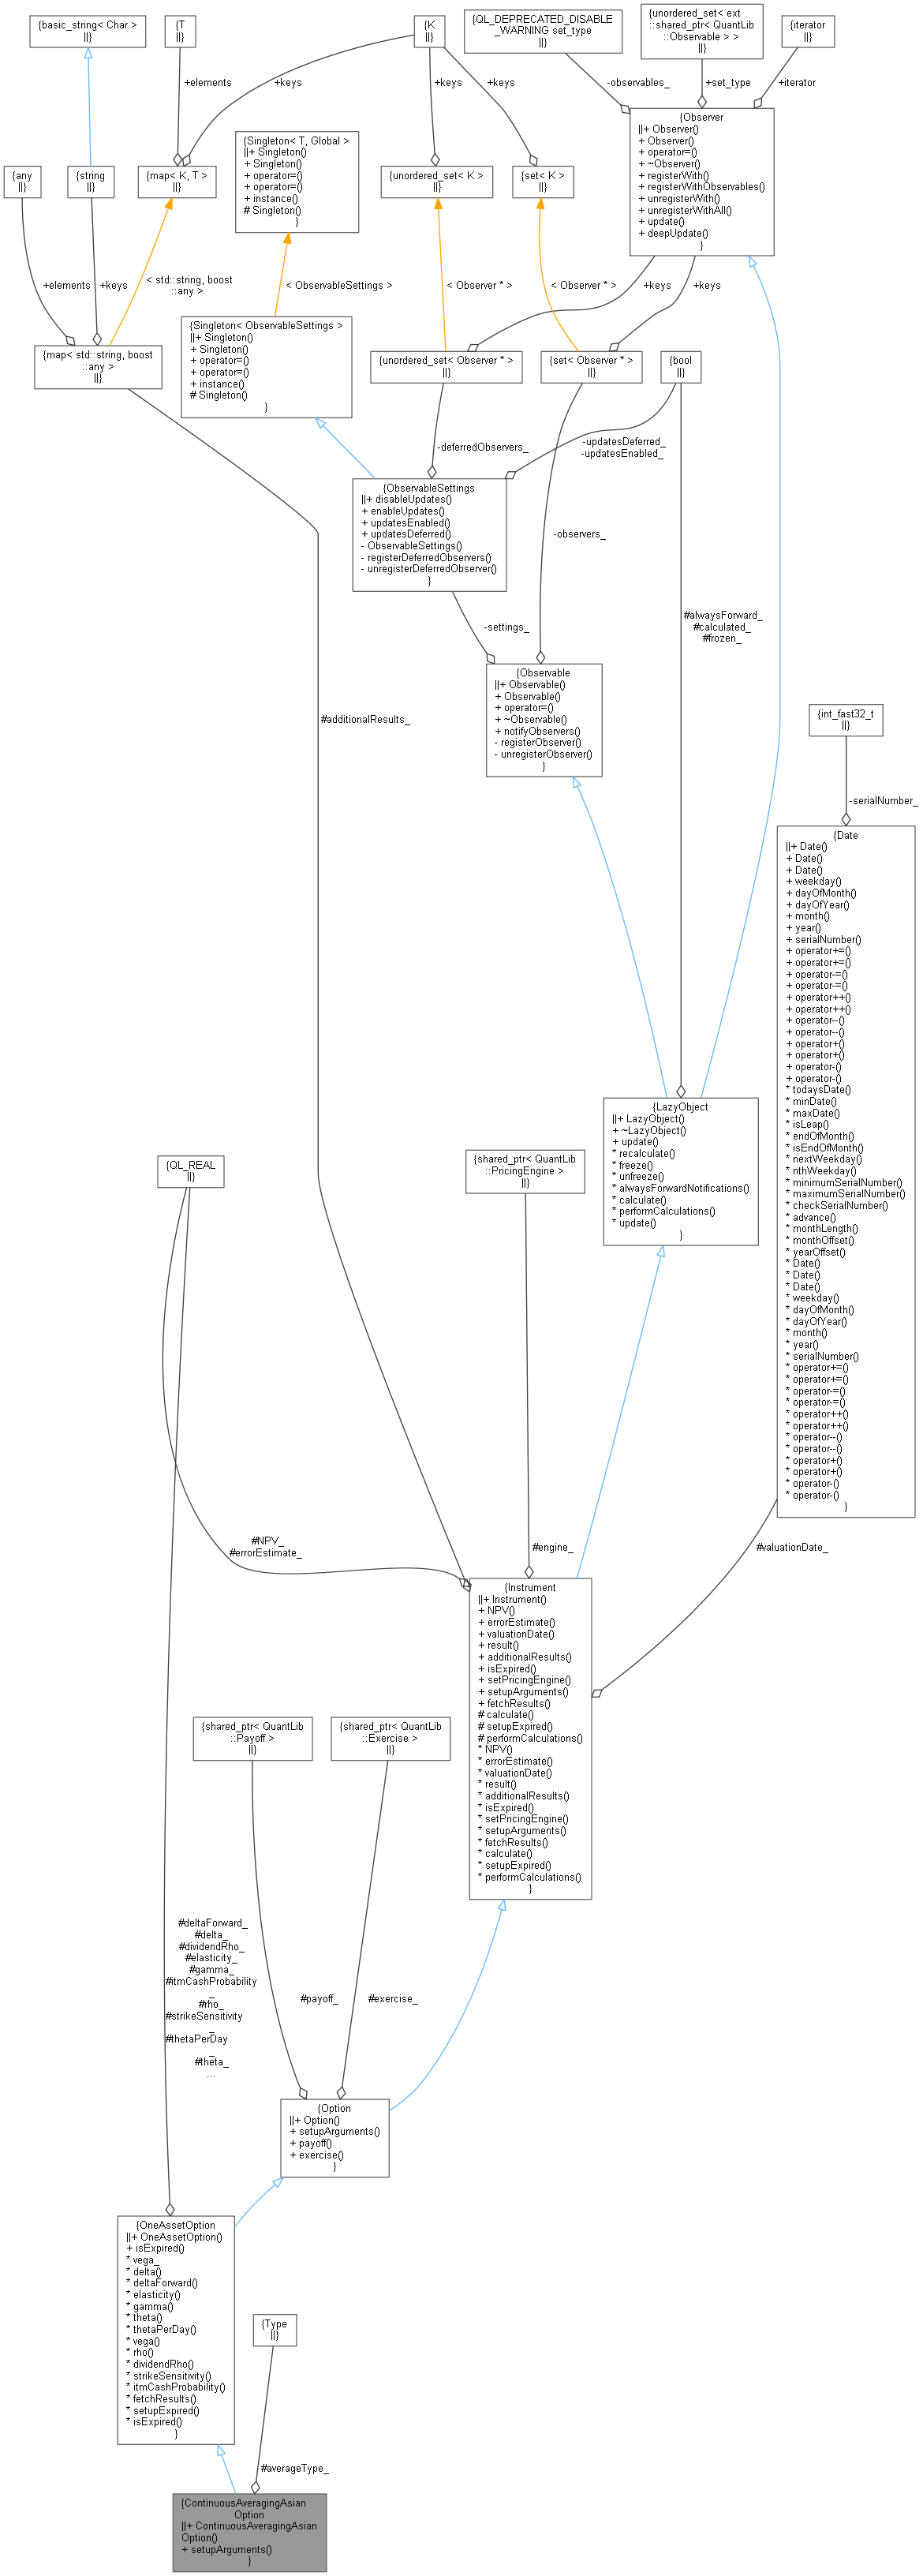 {basic_string< Char >
||}
{T
||}
{K
||}
{QL_DEPRECATED_DISABLE
_WARNING set_type
||}
{unordered_set< ext
::shared_ptr< QuantLib
::Observable > >
||}
{iterator
||}
+elements
+keys
+keys
+keys
-observables_
+set_type
+iterator
{any
||}
{string
||}
{map< K, T >
||}
{Singleton< T, Global >
||+ Singleton()
+ Singleton()
+ operator=()
+ operator=()
+ instance()
# Singleton()
}
{unordered_set< K >
||}
{set< K >
||}
{Observer
||+ Observer()
+ Observer()
+ operator=()
+ ~Observer()
+ registerWith()
+ registerWithObservables()
+ unregisterWith()
+ unregisterWithAll()
+ update()
+ deepUpdate()
}
+elements
+keys
< std::string, boost
::any >
< ObservableSettings >
< Observer * >
< Observer * >
+keys
+keys
{map< std::string, boost
::any >
||}
{Singleton< ObservableSettings >
||+ Singleton()
+ Singleton()
+ operator=()
+ operator=()
+ instance()
# Singleton()
}
{unordered_set< Observer * >
||}
{set< Observer * >
||}
{bool
||}
-deferredObservers_
-updatesDeferred_
-updatesEnabled_
{ObservableSettings
||+ disableUpdates()
+ enableUpdates()
+ updatesEnabled()
+ updatesDeferred()
- ObservableSettings()
- registerDeferredObservers()
- unregisterDeferredObserver()
}
-observers_
-settings_
#alwaysForward_
#calculated_
#frozen_
{Observable
||+ Observable()
+ Observable()
+ operator=()
+ ~Observable()
+ notifyObservers()
- registerObserver()
- unregisterObserver()
}
#additionalResults_
{int_fast32_t
||}
-serialNumber_
{Date
||+ Date()
+ Date()
+ Date()
+ weekday()
+ dayOfMonth()
+ dayOfYear()
+ month()
+ year()
+ serialNumber()
+ operator+=()
+ operator+=()
+ operator-=()
+ operator-=()
+ operator++()
+ operator++()
+ operator--()
+ operator--()
+ operator+()
+ operator+()
+ operator-()
+ operator-()
* todaysDate()
* minDate()
* maxDate()
* isLeap()
* endOfMonth()
* isEndOfMonth()
* nextWeekday()
* nthWeekday()
* minimumSerialNumber()
* maximumSerialNumber()
* checkSerialNumber()
* advance()
* monthLength()
* monthOffset()
* yearOffset()
* Date()
* Date()
* Date()
* weekday()
* dayOfMonth()
* dayOfYear()
* month()
* year()
* serialNumber()
* operator+=()
* operator+=()
* operator-=()
* operator-=()
* operator++()
* operator++()
* operator--()
* operator--()
* operator+()
* operator+()
* operator-()
* operator-()
}
{LazyObject
||+ LazyObject()
+ ~LazyObject()
+ update()
* recalculate()
* freeze()
* unfreeze()
* alwaysForwardNotifications()
* calculate()
* performCalculations()
* update()
}
{QL_REAL
||}
{shared_ptr< QuantLib
::PricingEngine >
||}
#NPV_
#errorEstimate_
#engine_
#valuationDate_
{Instrument
||+ Instrument()
+ NPV()
+ errorEstimate()
+ valuationDate()
+ result()
+ additionalResults()
+ isExpired()
+ setPricingEngine()
+ setupArguments()
+ fetchResults()
# calculate()
# setupExpired()
# performCalculations()
* NPV()
* errorEstimate()
* valuationDate()
* result()
* additionalResults()
* isExpired()
* setPricingEngine()
* setupArguments()
* fetchResults()
* calculate()
* setupExpired()
* performCalculations()
}
{shared_ptr< QuantLib
::Payoff >
||}
{shared_ptr< QuantLib
::Exercise >
||}
#deltaForward_
#delta_
#dividendRho_
#elasticity_
#gamma_
#itmCashProbability
_
#rho_
#strikeSensitivity
_
#thetaPerDay
_
#theta_
...
#payoff_
#exercise_
{Option
||+ Option()
+ setupArguments()
+ payoff()
+ exercise()
}
{OneAssetOption
||+ OneAssetOption()
+ isExpired()
* vega_
* delta()
* deltaForward()
* elasticity()
* gamma()
* theta()
* thetaPerDay()
* vega()
* rho()
* dividendRho()
* strikeSensitivity()
* itmCashProbability()
* fetchResults()
* setupExpired()
* isExpired()
}
{Type
||}
#averageType_
{ContinuousAveragingAsian
Option
||+ ContinuousAveragingAsian
Option()
+ setupArguments()
}